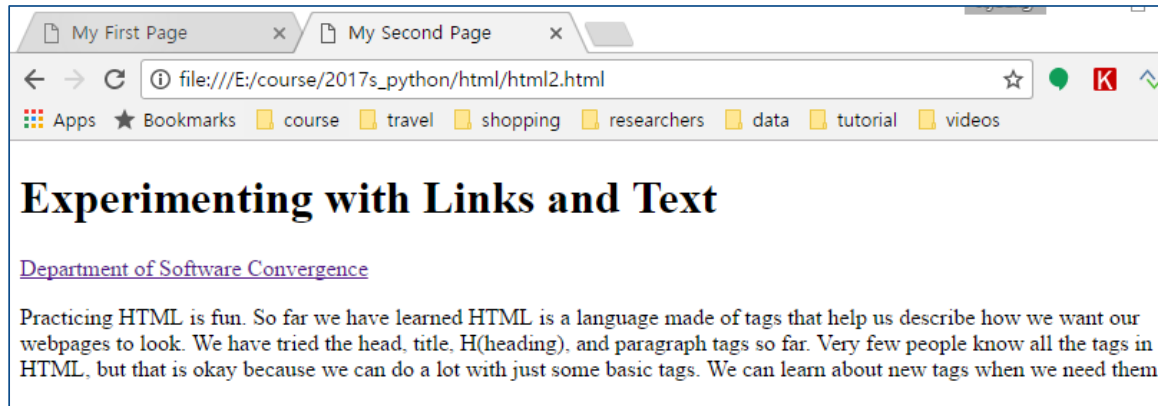 My First Page × My Second Page ×
file:///E:/course/2017s_python/html/html2.html
Apps Bookmarks course travel shopping researchers data tutorial videos
Experimenting with Links and Text
Department of Software Convergence
Practicing HTML is fun. So far we have learned HTML is a language made of tags that help us describe how we want our
webpages to look. We have tried the head, title, H(heading), and paragraph tags so far. Very few people know all the tags in
HTML, but that is okay because we can do a lot with just some basic tags. We can learn about new tags when we need them